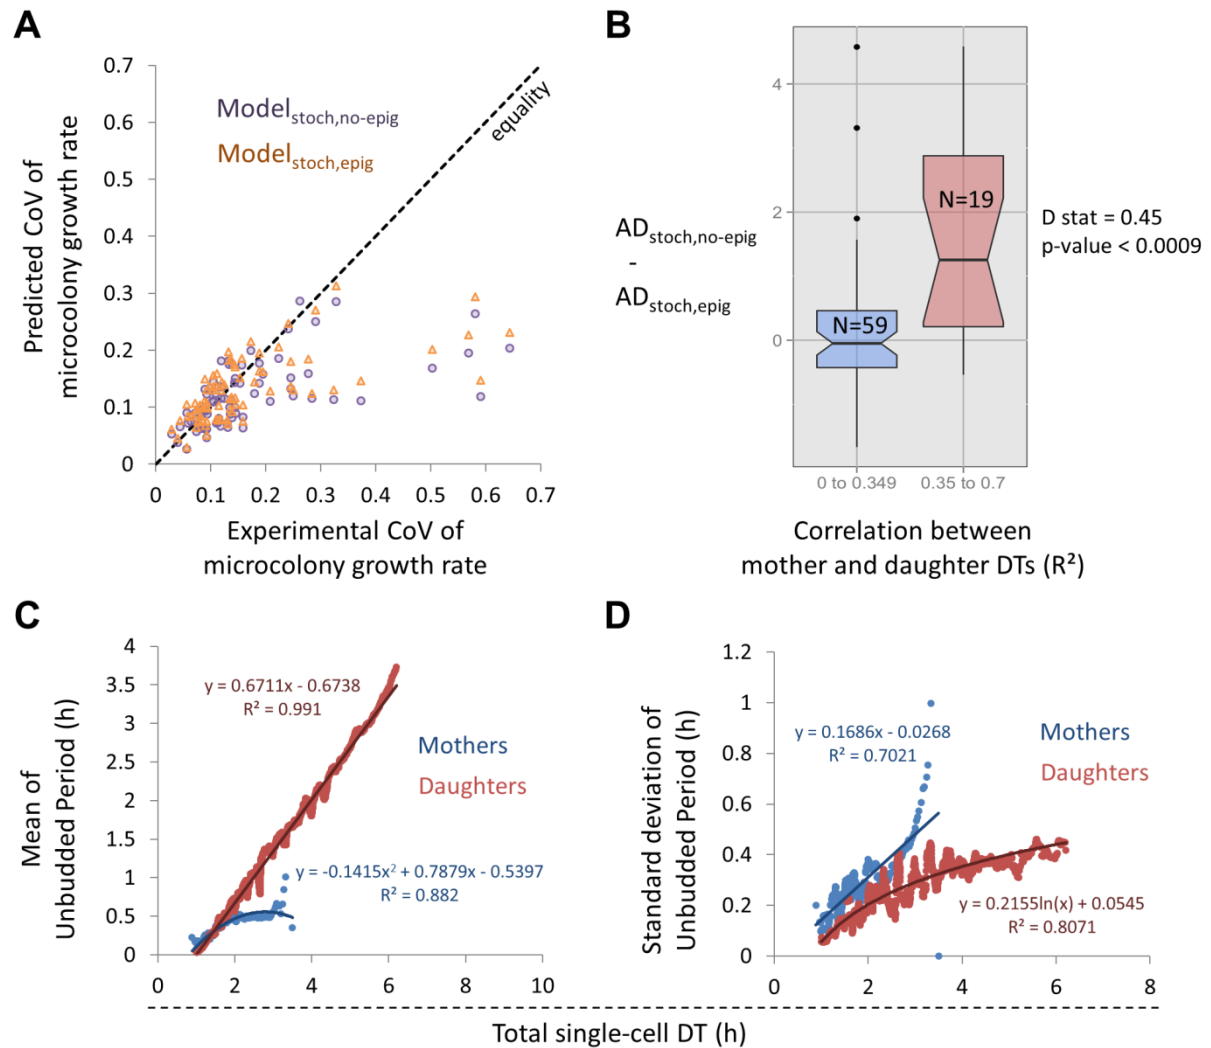 A
0.7
0.6
0.5
0.4
0.3
0.2
0.1
0
Predicted CoV of
microcolony growth rate
Model stoch,no-epig
Model stoch,epig
equality
0 0.1 0.2 0.3 0.4 0.5 0.6 0.7
Experimental CoV of
microcolony growth rate
B
4
2
0
AD stoch,no-epig
-
AD stoch,epig
N=59
N=19
D stat = 0.45
p-value < 0.0009
0 to 0.349 0.35 to 0.7
Correlation between
mother and daughter DTs (R²)
C
4
3.5
3
2.5
2
1.5
1
0.5
0
Mean of
Unbudded Period (h)
y = 0.6711x - 0.6738
R² = 0.991
Mothers
Daughters
y = -0.1415x² + 0.7879x - 0.5397
R² = 0.882
0 2 4 6 8 10
D
1.2
1
0.8
0.6
0.4
0.2
0
Standard deviation of
Unbudded Period (h)
y = 0.1686x - 0.0268
R² = 0.7021
Mothers
Daughters
y = 0.2155ln(x) + 0.0545
R² = 0.8071
0 2 4 6 8
Total single-cell DT (h)